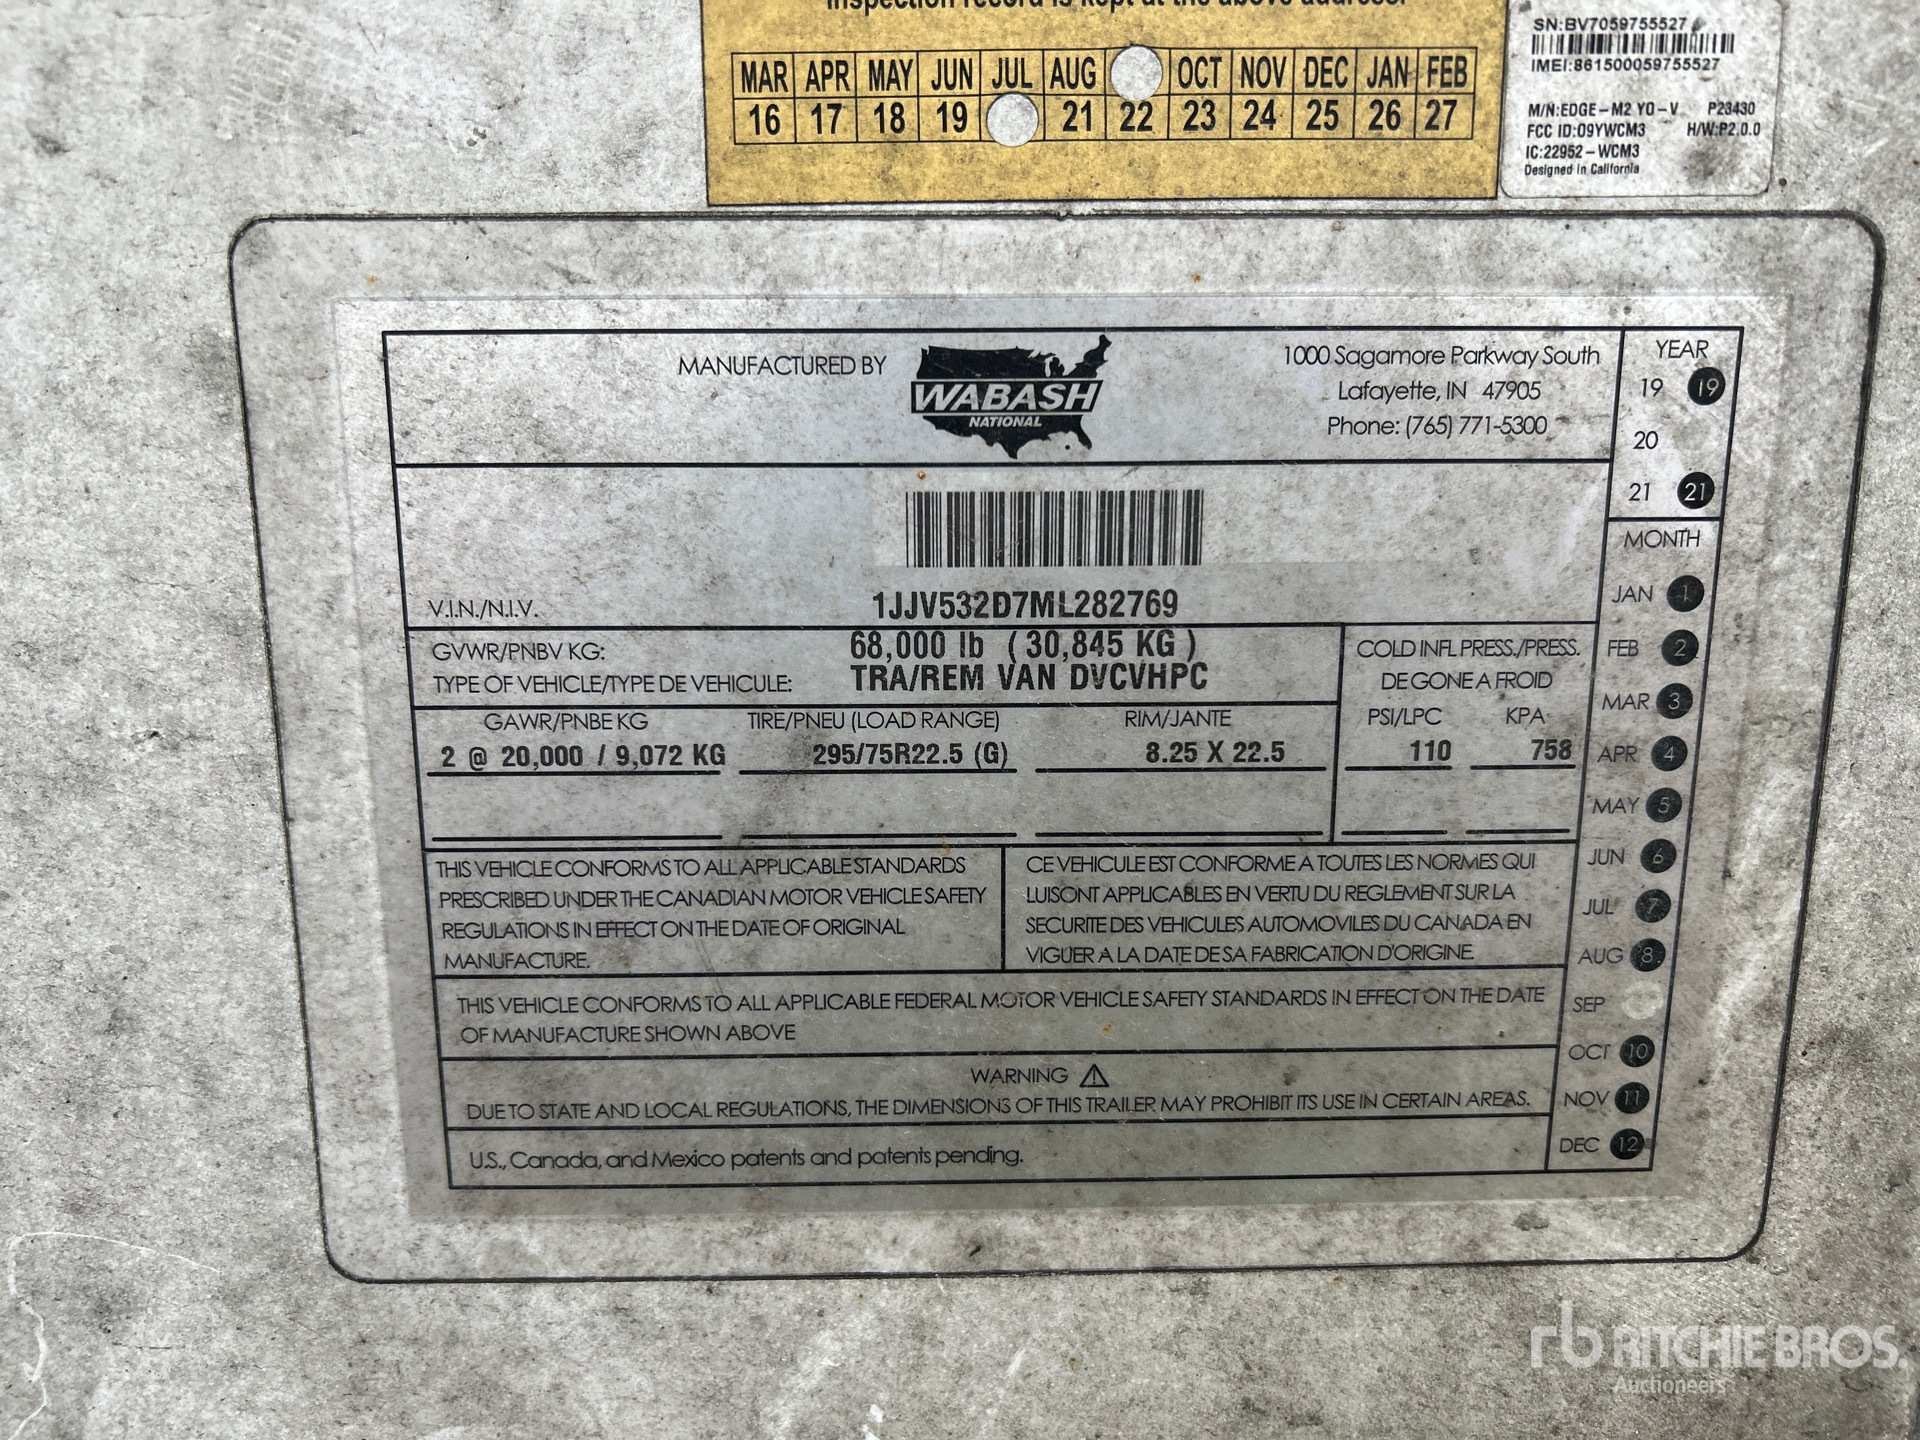 Inspection record is kept at the above address.
MAR APR MAY JUN JUL AUG OCT NOV DEC JAN FEB
16 17 18 19 21 22 23 24 25 26 27
SN:BV7059755527
IMEI:861500059755527
M/N:EDGE-M2 YO-V P23430
FCC ID:O9YWCM3 H/W:P2.0.0
IC:22952-WCM3
Designed in California
MANUFACTURED BY
WABASH
NATIONAL
1000 Sagamore Parkway South
Lafayette, IN 47905
Phone: (765) 771-5300
V.I.N./N.I.V. 1JJV532D7ML282769
GVWR/PNBV KG: 68,000 lb ( 30,845 KG )
TYPE OF VEHICLE/TYPE DE VEHICULE: TRA/REM VAN DVCVHPC
COLD INFL PRESS./PRESS.
DE GONE A FROID
GAWR/PNBE KG TIRE/PNEU (LOAD RANGE) RIM/JANTE PSI/LPC KPA
2 @ 20,000 / 9,072 KG 295/75R22.5 (G) 8.25 X 22.5 110 758
THIS VEHICLE CONFORMS TO ALL APPLICABLE STANDARDS
PRESCRIBED UNDER THE CANADIAN MOTOR VEHICLE SAFETY
REGULATIONS IN EFFECT ON THE DATE OF ORIGINAL
MANUFACTURE.
CE VEHICULE EST CONFORME A TOUTES LES NORMES QUI
LUISONT APPLICABLES EN VERTU DU REGLEMENT SUR LA
SECURITE DES VEHICULES AUTOMOVILES DU CANADA EN
VIGUER A LA DATE DE SA FABRICATION D'ORIGINE.
THIS VEHICLE CONFORMS TO ALL APPLICABLE FEDERAL MOTOR VEHICLE SAFETY STANDARDS IN EFFECT ON THE DATE
OF MANUFACTURE SHOWN ABOVE
WARNING
DUE TO STATE AND LOCAL REGULATIONS, THE DIMENSIONS OF THIS TRAILER MAY PROHIBIT ITS USE IN CERTAIN AREAS.
U.S., Canada, and Mexico patents and patents pending.
YEAR
19 19
20
21 21
MONTH
JAN 1
FEB 2
MAR 3
APR 4
MAY 5
JUN 6
JUL 7
AUG 8
SEP
OCT 10
NOV 11
DEC 12
rb RITCHIE BROS.
Auctioneers